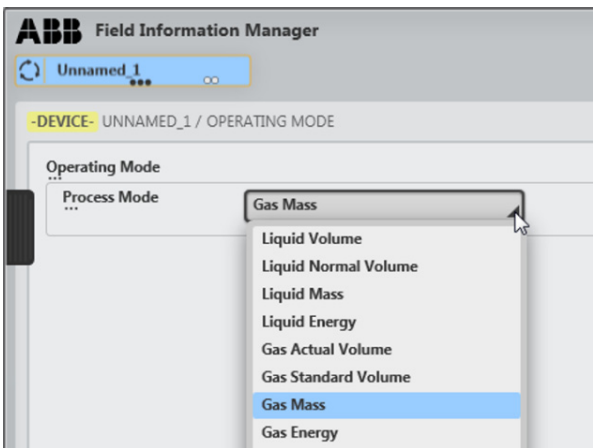 ABB Field Information Manager
Unnamed_1
-DEVICE- UNNAMED_1 / OPERATING MODE
Operating Mode
Process Mode Gas Mass
Liquid Volume
Liquid Normal Volume
Liquid Mass
Liquid Energy
Gas Actual Volume
Gas Standard Volume
Gas Mass
Gas Energy